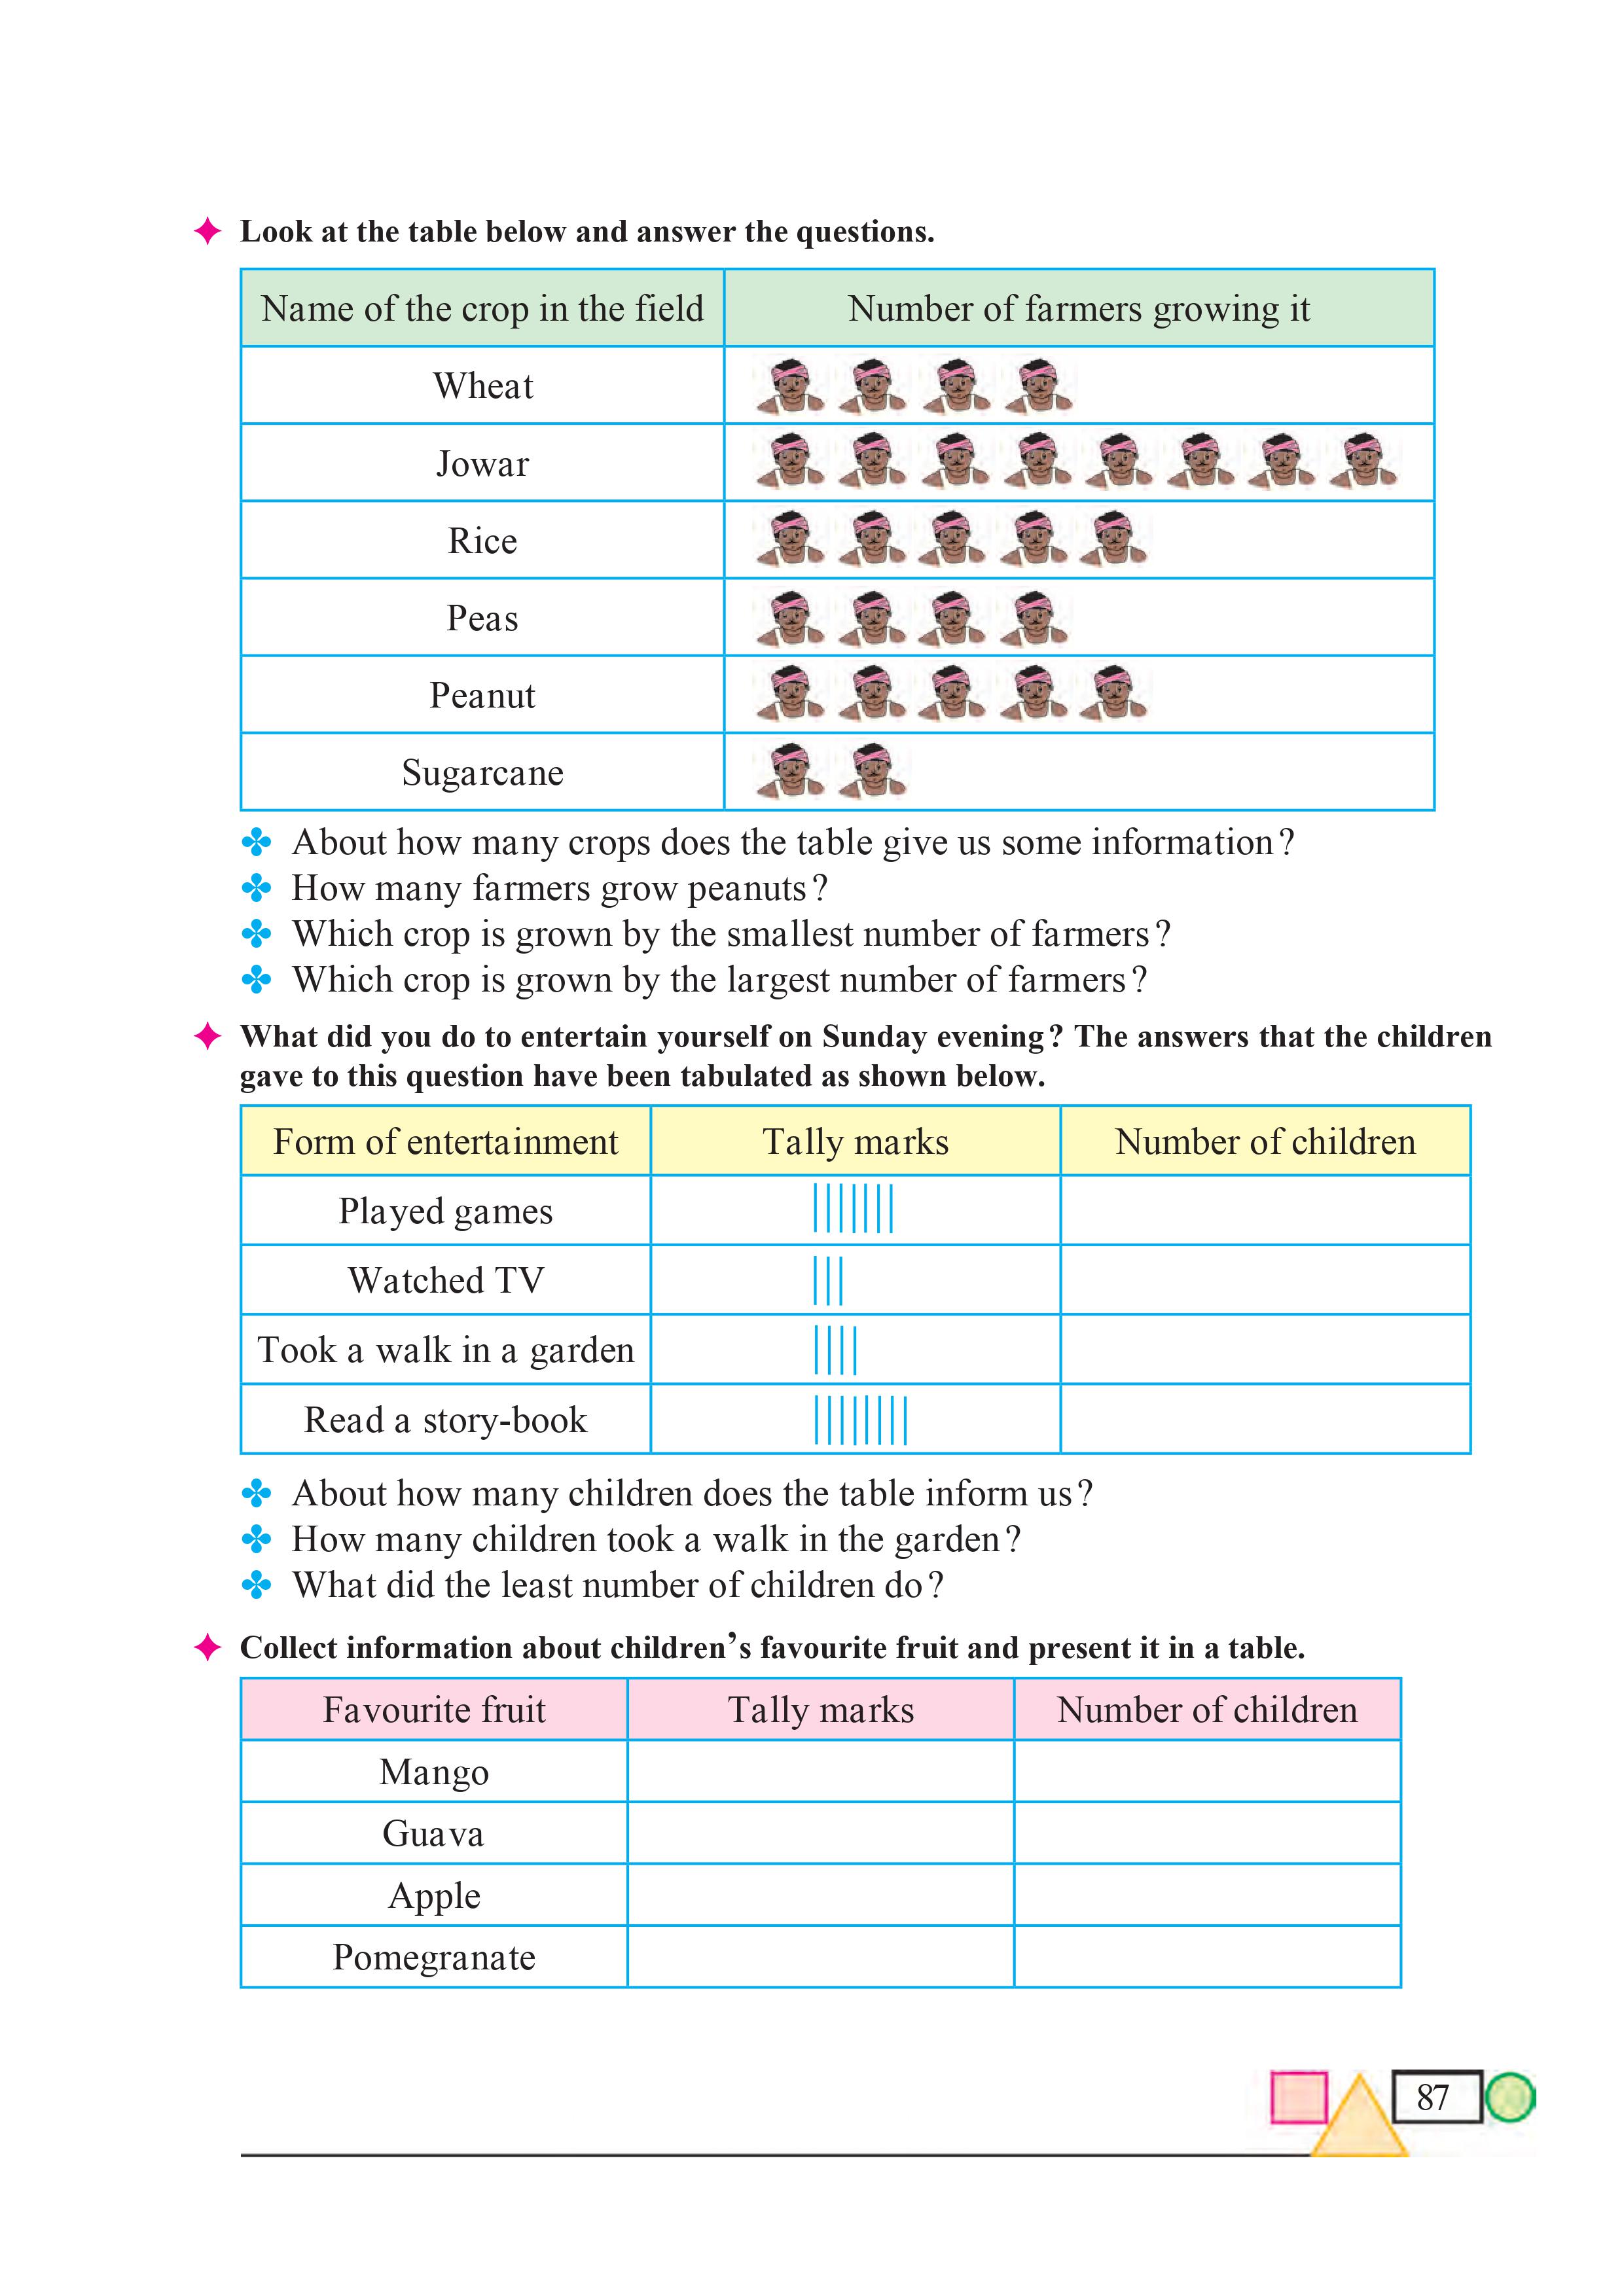 Look at the table below and answer the questions.
Name of the crop in the field Number of farmers growing it
Wheat
Jowar
Rice
Peas
Peanut
Sugarcane
About how many crops does the table give us some information?
How many farmers grow peanuts?
Which crop is grown by the smallest number of farmers?
Which crop is grown by the largest number of farmers?
What did you do to entertain yourself on Sunday evening? The answers that the children
gave to this question have been tabulated as shown below.
Form of entertainment Tally marks Number of children
Played games |||||||
Watched TV |||
Took a walk in a garden ||||
Read a story-book ||||||||
About how many children does the table inform us?
How many children took a walk in the garden?
What did the least number of children do?
Collect information about children’s favourite fruit and present it in a table.
Favourite fruit Tally marks Number of children
Mango
Guava
Apple
Pomegranate
87